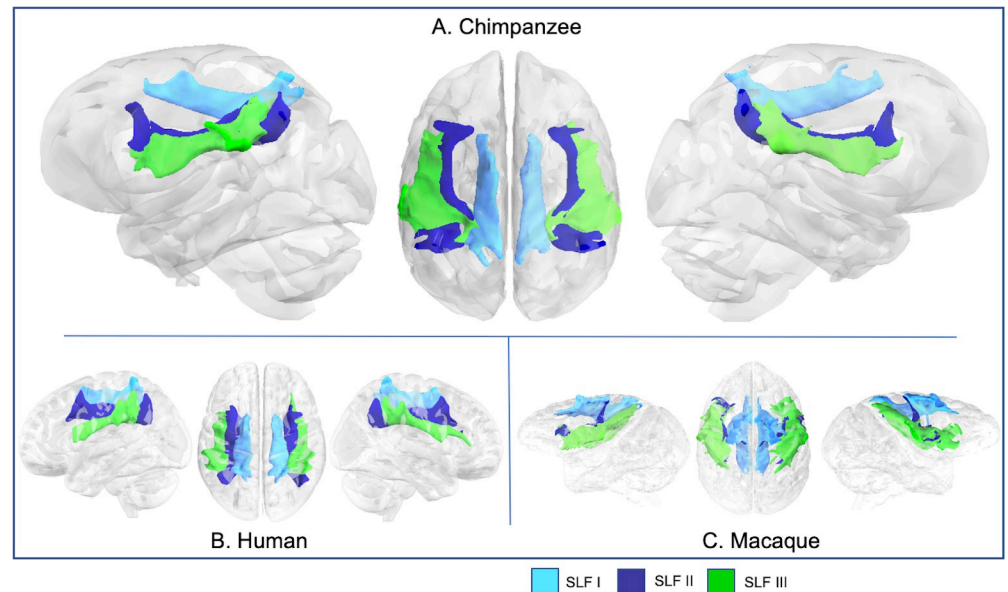 A. Chimpanzee
B. Human
C. Macaque
SLF I
SLF II
SLF III